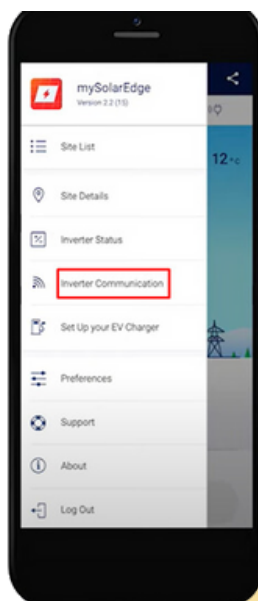 mySolarEdge
Version 2.2 (15)
Site List
12°c
Site Details
Inverter Status
Inverter Communication
Set Up your EV Charger
Preferences
Support
About
Log Out